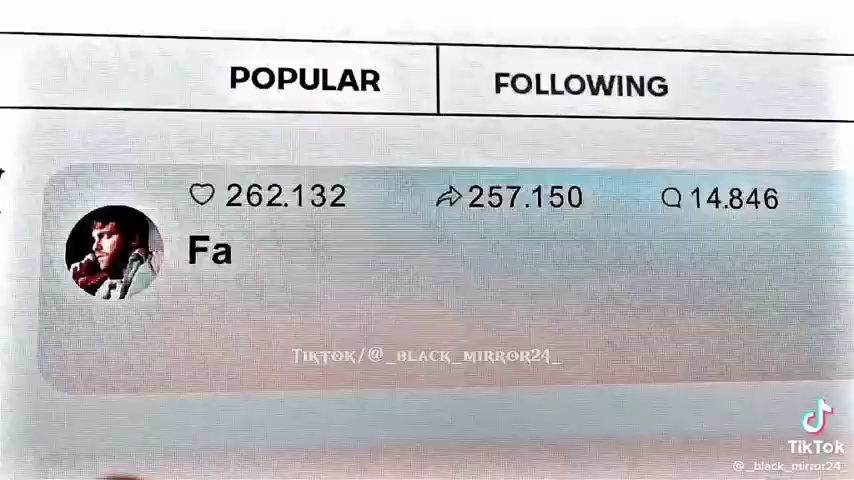 POPULAR
FOLLOWING
262.132
257.150
14.846
Fa
TikTok/@_black_mirror24_
TikTok
@_black_mirror24_